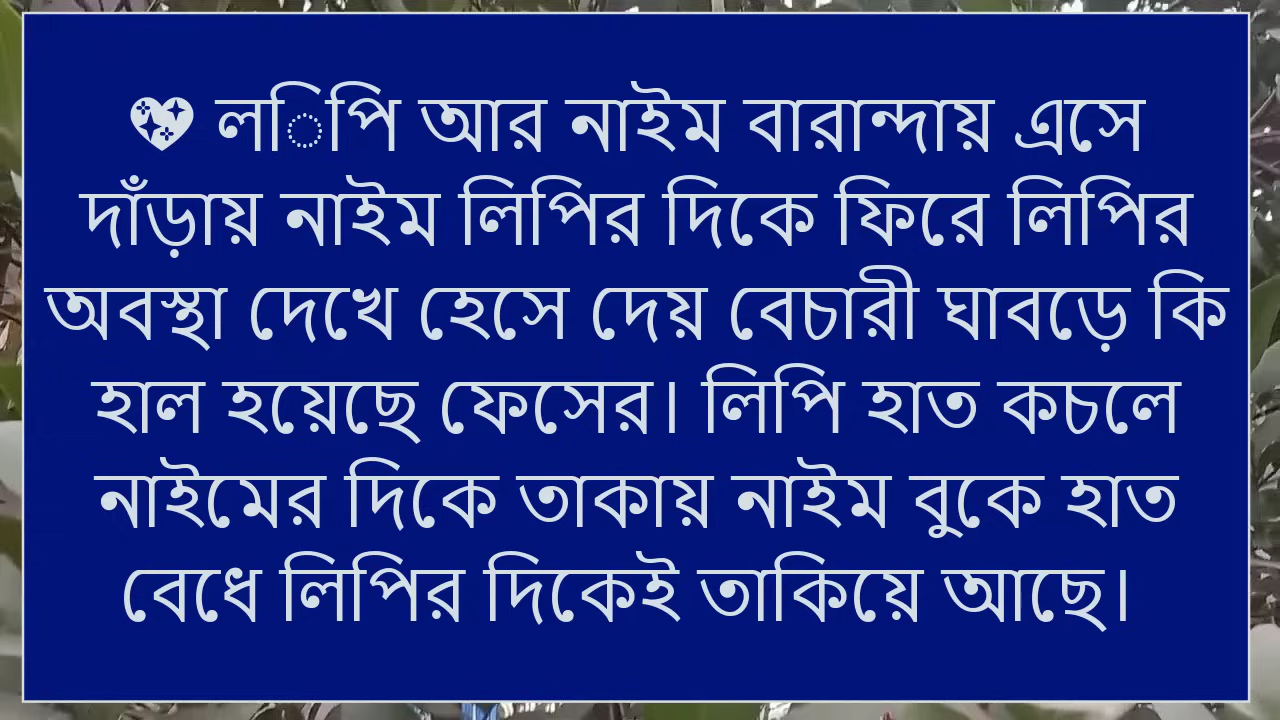 💖 লিপি আর নাইম বারান্দায় এসে
দাঁড়ায় নাইম লিপির দিকে ফিরে লিপির
অবস্থা দেখে হেসে দেয় বেচারী ঘাবড়ে কি
হাল হয়েছে ফেসের। লিপি হাত কচলে
নাইমের দিকে তাকায় নাইম বুকে হাত
বেধে লিপির দিকেই তাকিয়ে আছে।